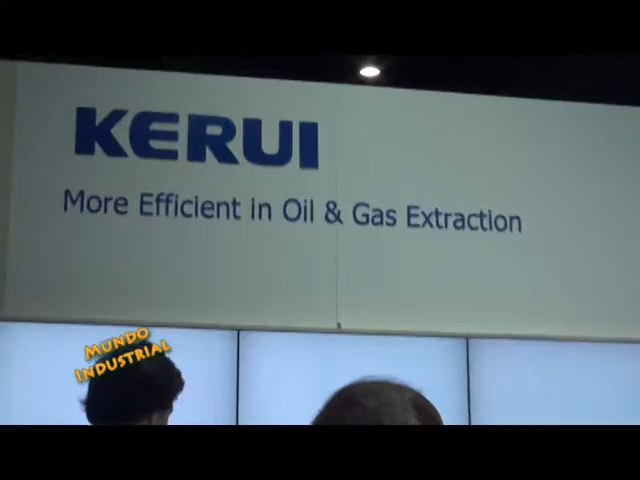 KERUI
More Efficient in Oil & Gas Extraction
MUNDO
INDUSTRIAL